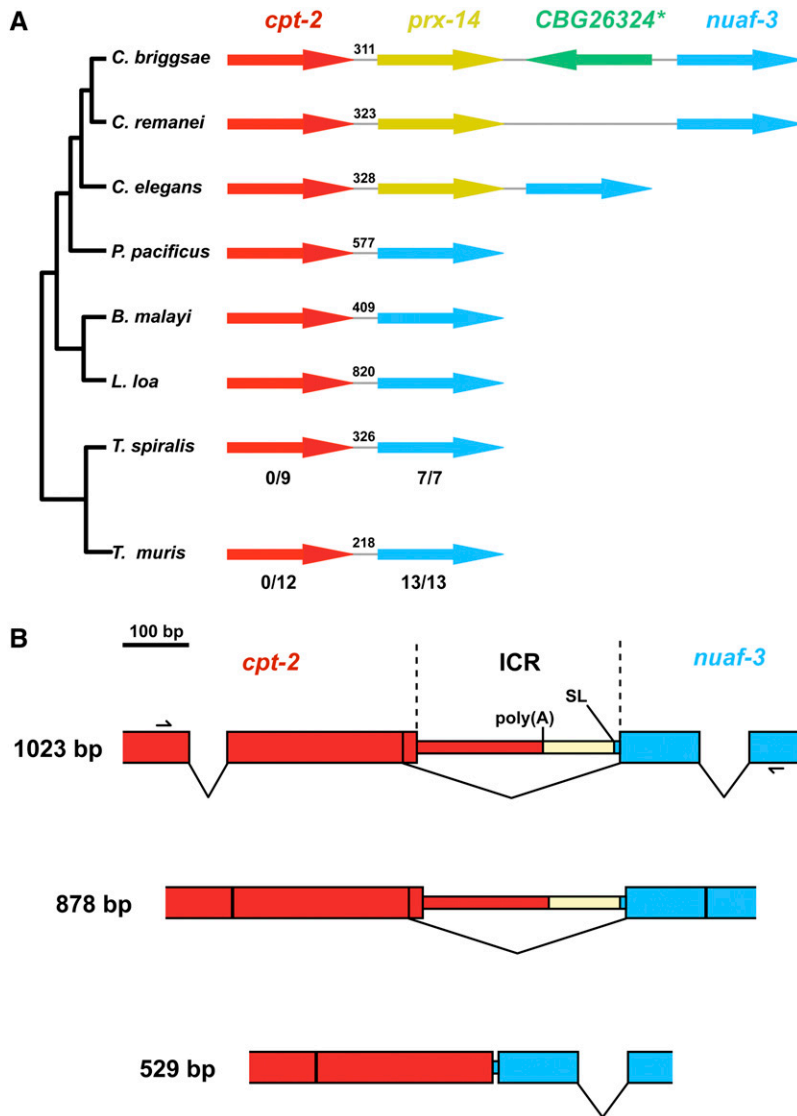 A
cpt-2 prx-14 CBG26324* nuaf-3
C. briggsae 311
C. remanei 323
C. elegans 328
P. pacificus 577
B. malayi 409
L. loa 820
T. spiralis 326
0/9 7/7
T. muris 218
0/12 13/13
B
100 bp
cpt-2 ICR nuaf-3
poly(A) SL
1023 bp
878 bp
529 bp